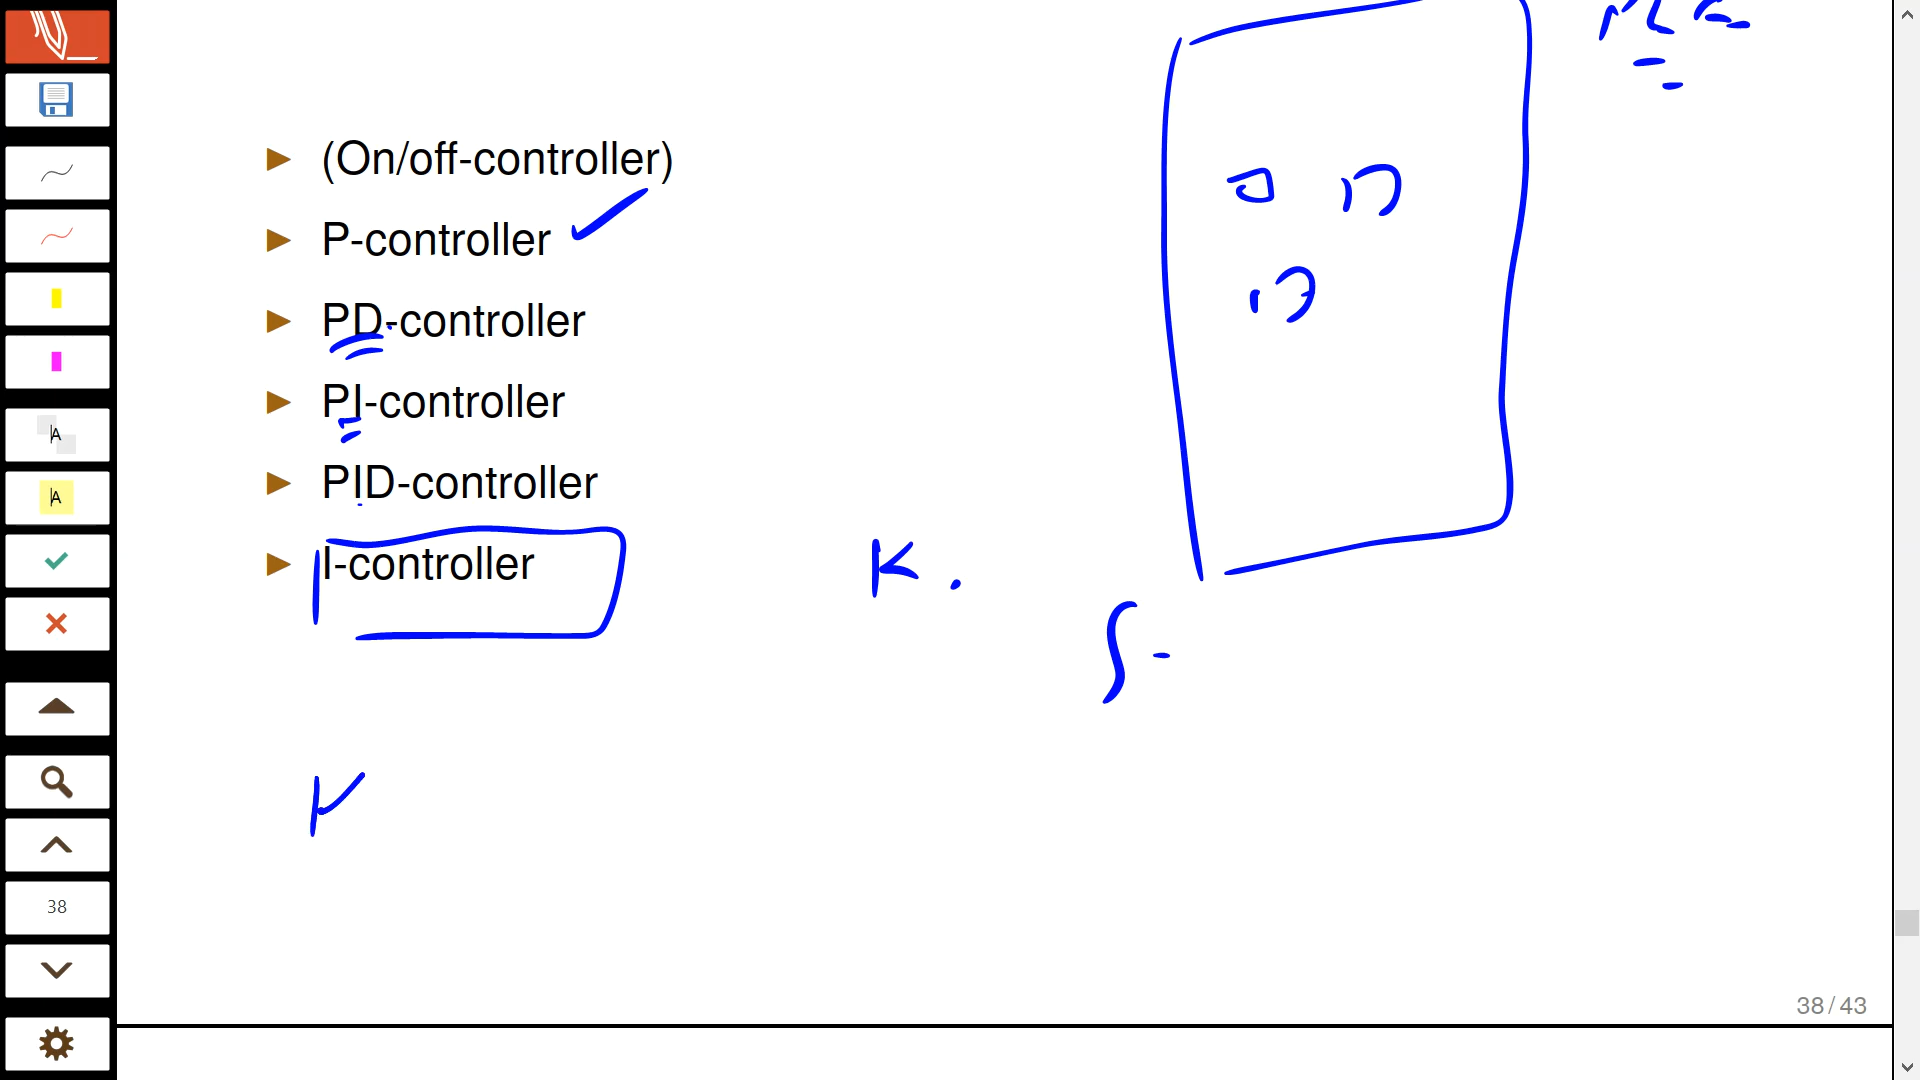 (On/off-controller)
P-controller
PD-controller
PI-controller
PID-controller
I-controller
K .
∫ -
K
A
A
38
38 / 43